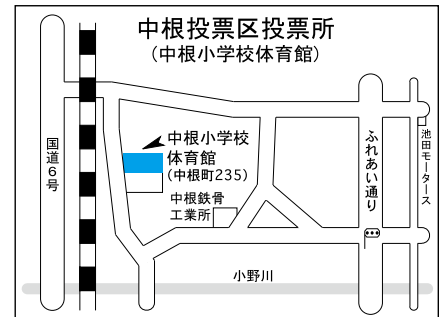 中根投票区投票所
(中根小学校体育館)
国道6号
中根小学校
体育館
(中根町235)
中根鉄骨
工業所
ふれあい通り
池田モータース
小野川